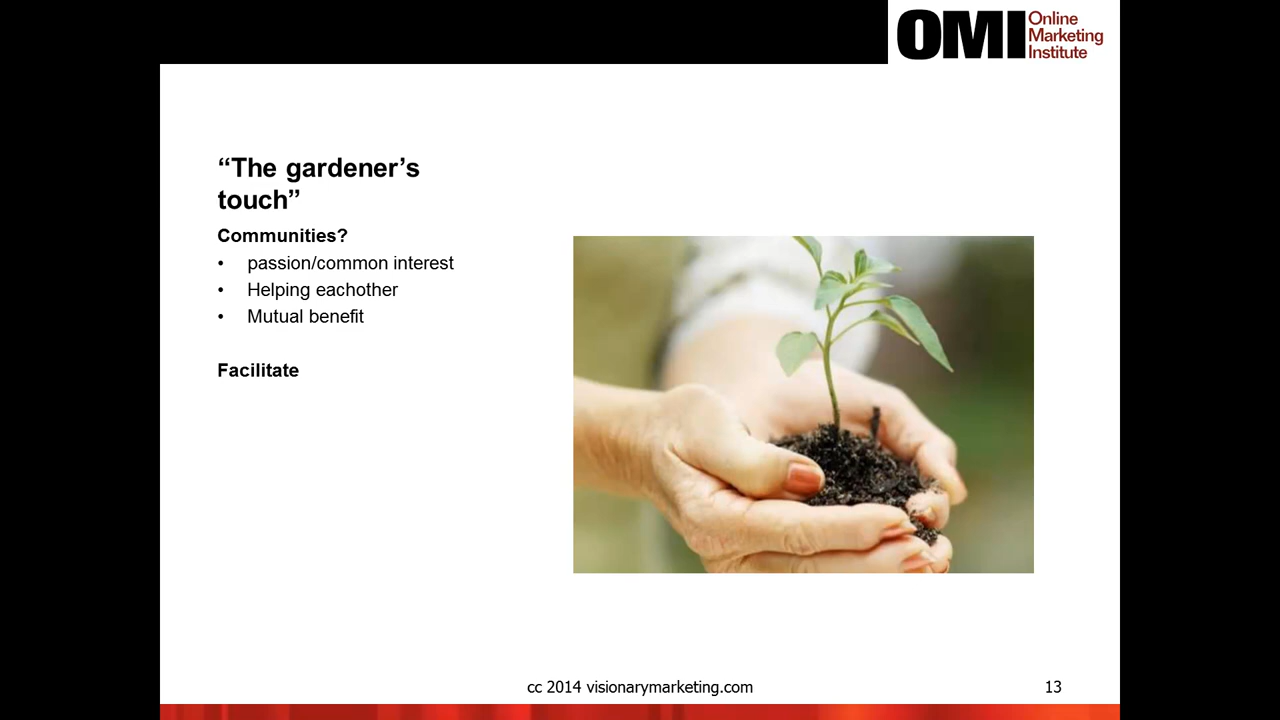 OMI Online
Marketing
Institute
“The gardener’s
touch”
Communities?
• passion/common interest
• Helping eachother
• Mutual benefit
Facilitate
cc 2014 visionarymarketing.com
13